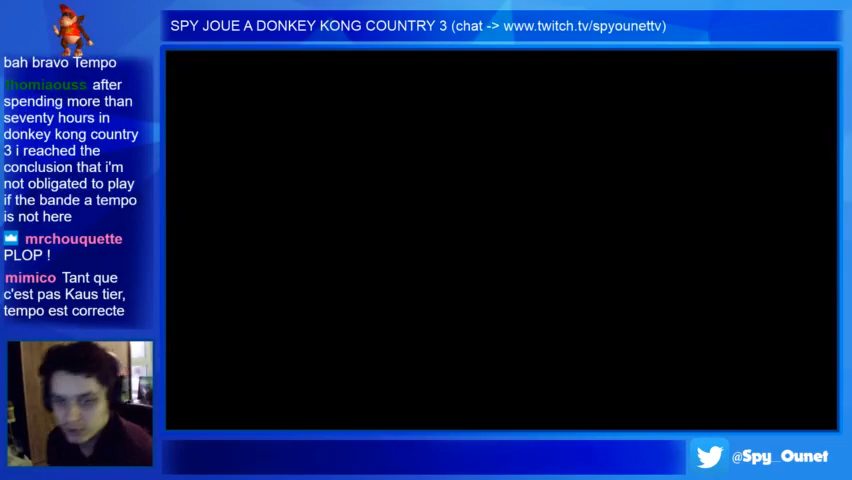 SPY JOUE A DONKEY KONG COUNTRY 3 (chat -> www.twitch.tv/spyounettv)
bah bravo Tempo
thomiaouss after
spending more than
seventy hours in
donkey kong country
3 i reached the
conclusion that i'm
not obligated to play
if the bande a tempo
is not here
mrchouquette
PLOP !
mimico Tant que
c'est pas Kaus tier,
tempo est correcte
@Spy_Ounet